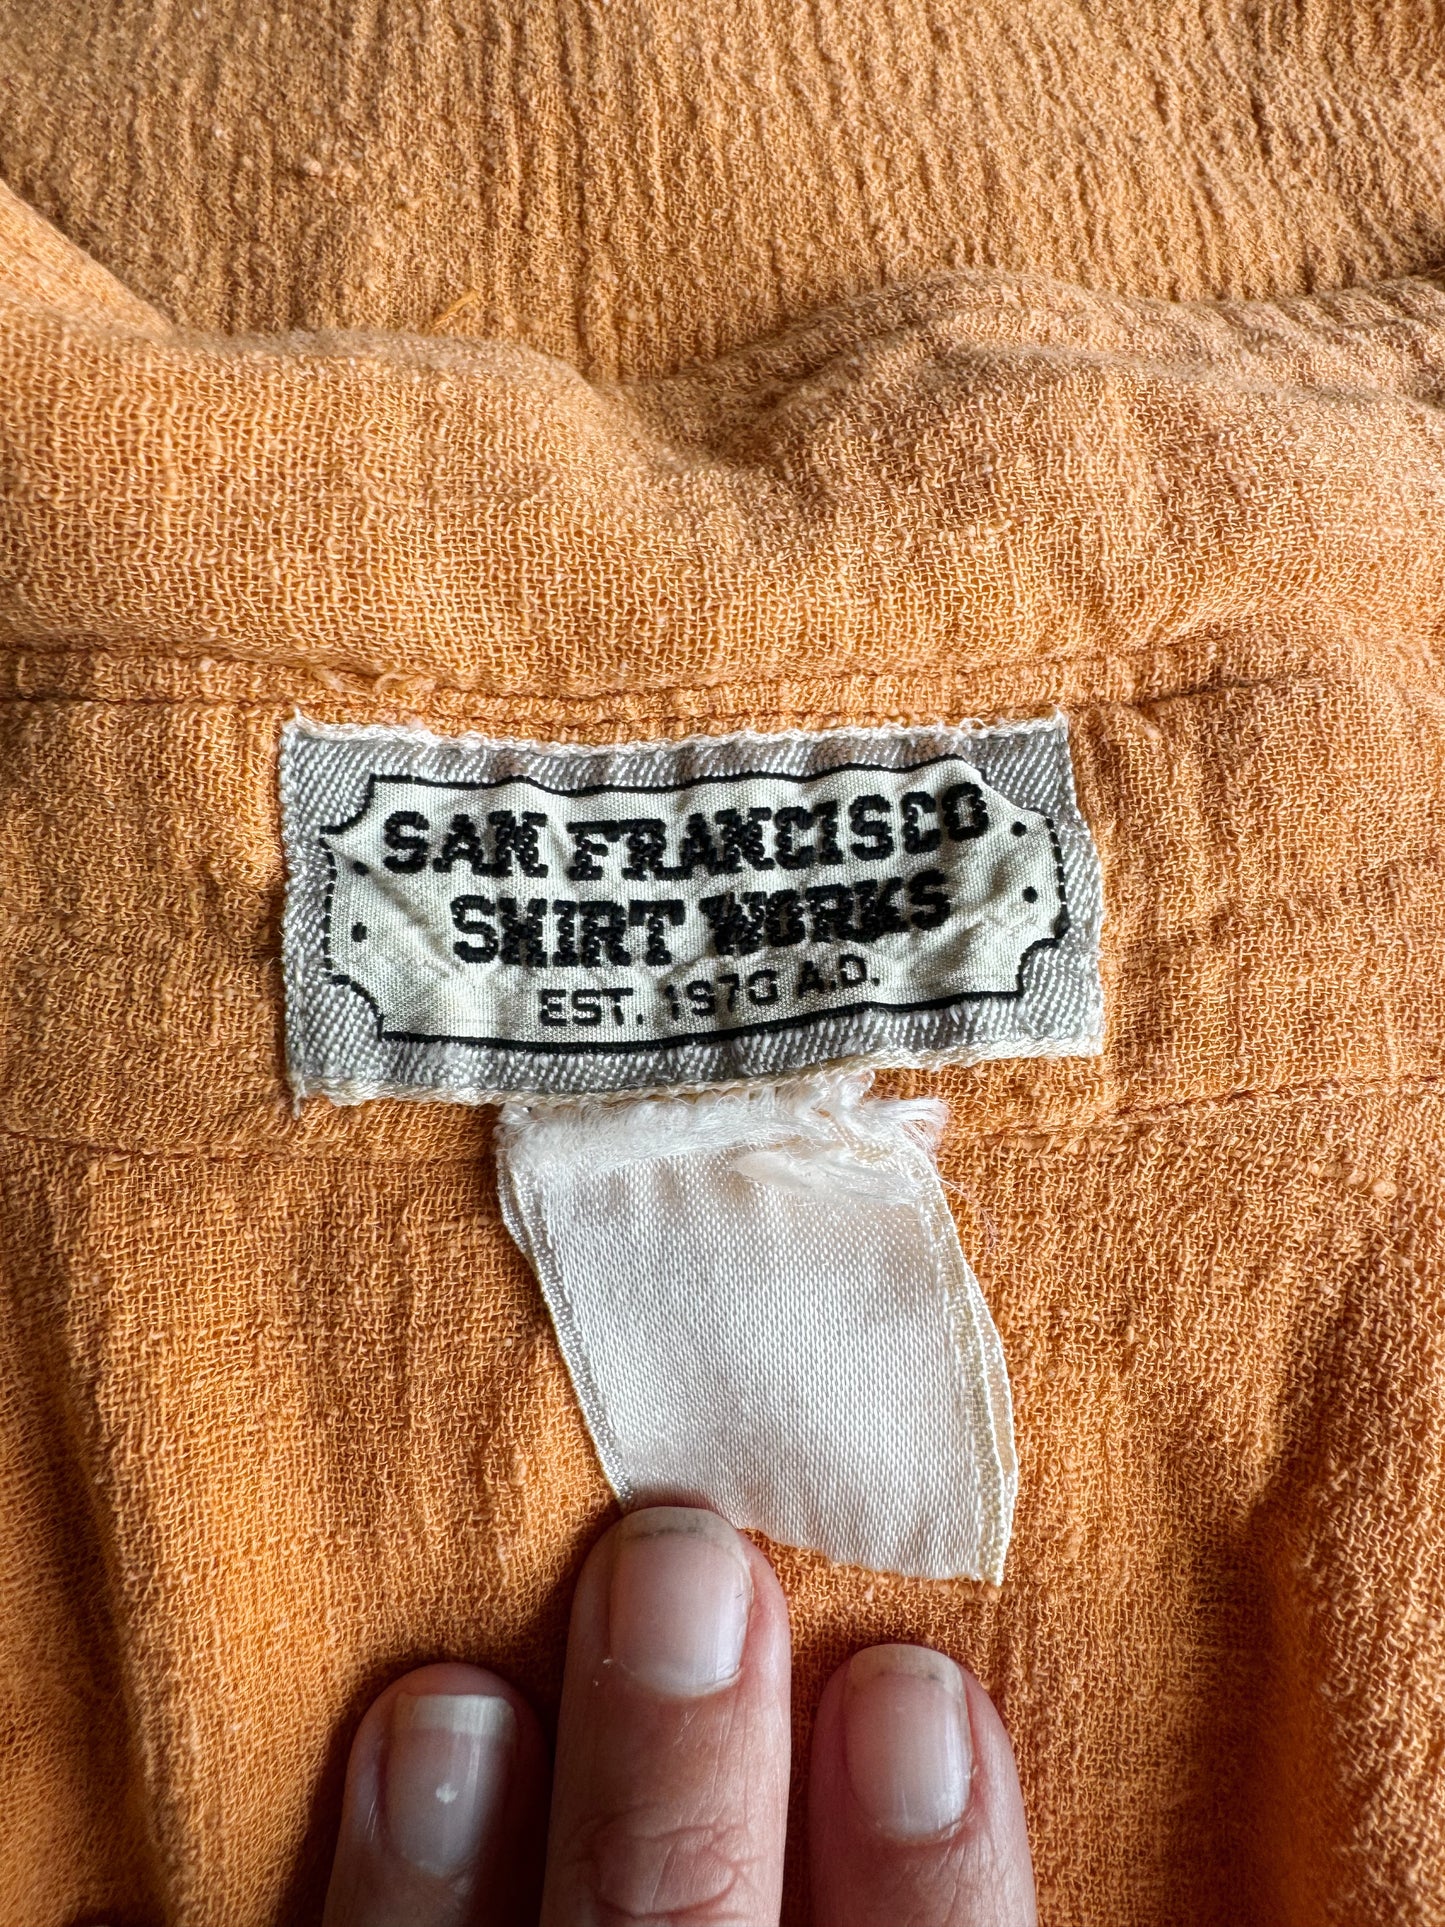 SAN FRANCISCO
SHIRT WORKS
EST. 1970 A.D.